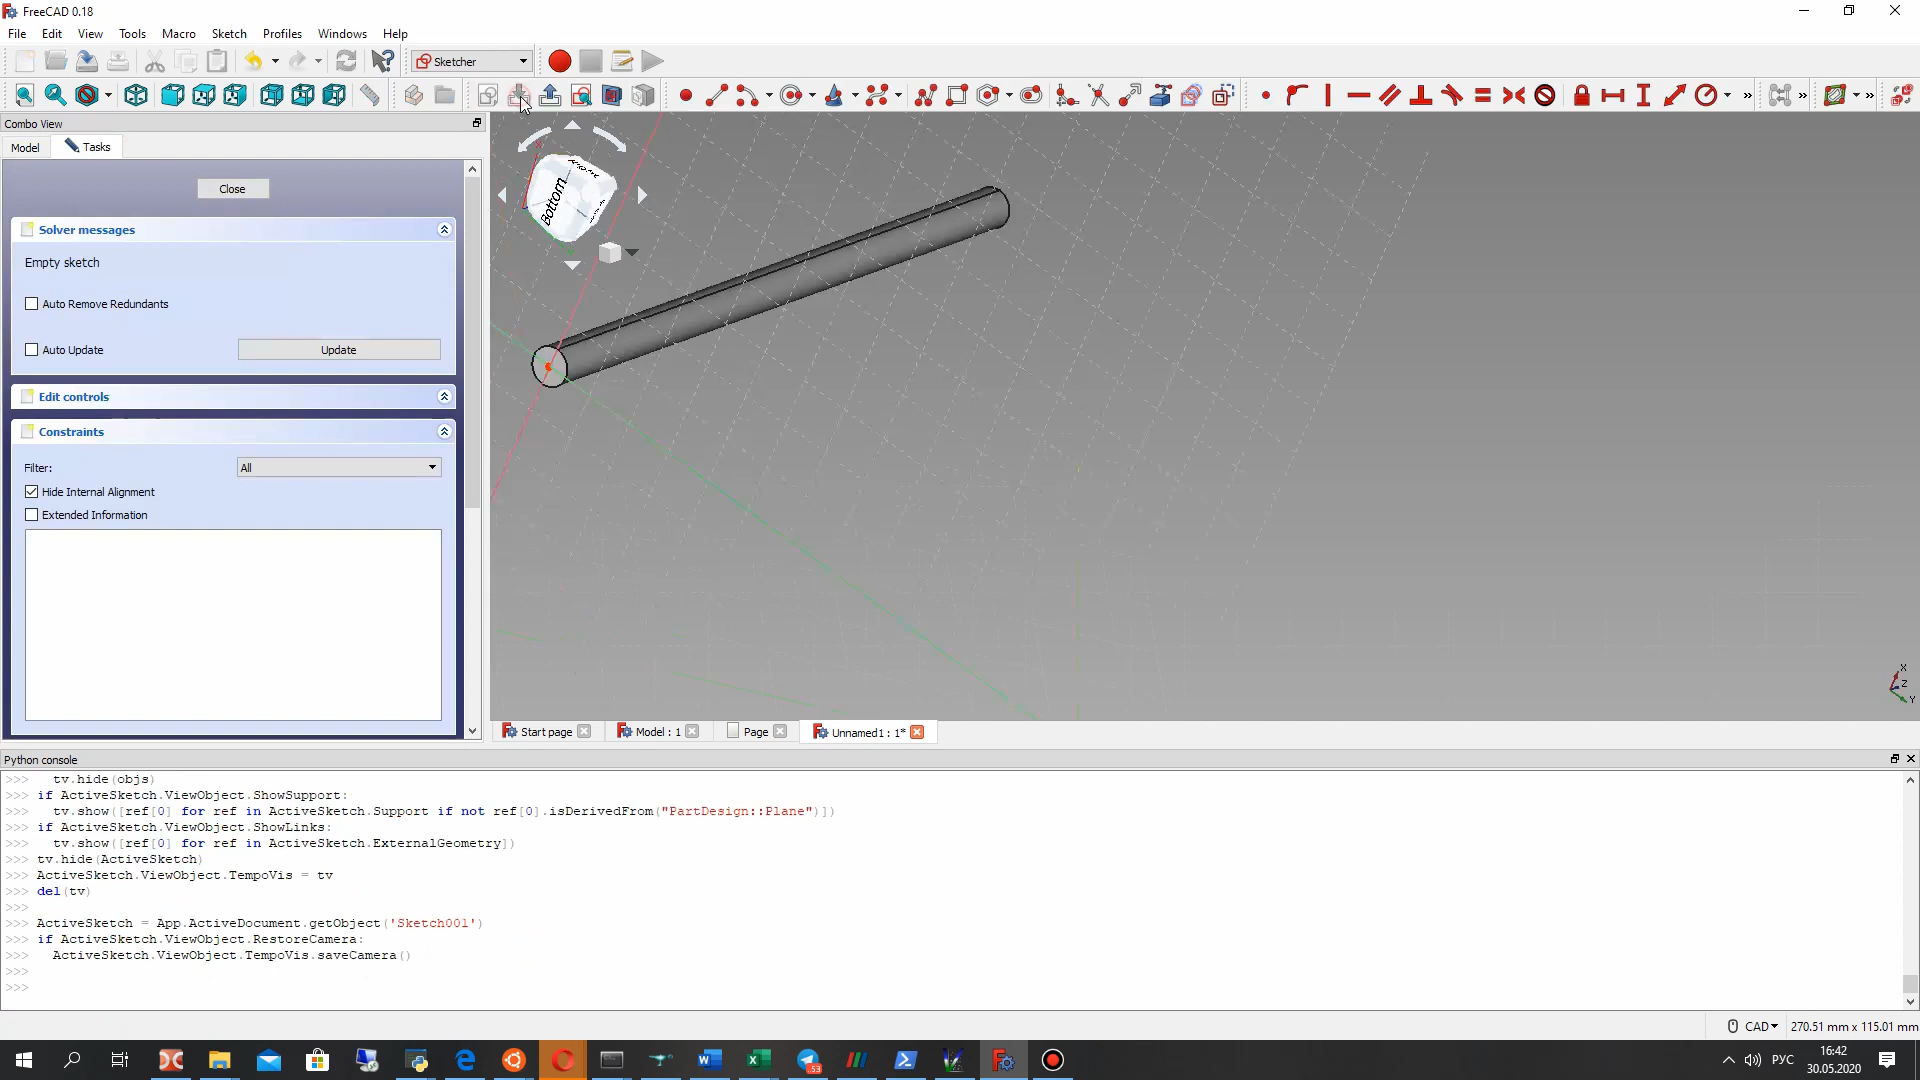 FreeCAD 0.18
File Edit View Tools Macro Sketch Profiles Windows Help
Sketcher
Combo View
Model Tasks
Close
Solver messages
Empty sketch
Auto Remove Redundants
Auto Update Update
Edit controls
Constraints
Filter: All
Hide Internal Alignment
Extended Information
Bottom
X
Z
Y
Start page Model : 1 Page Unnamed1 : 1*
Python console
>>>   tv.hide(objs)
>>> if ActiveSketch.ViewObject.ShowSupport:
>>>   tv.show([ref[0] for ref in ActiveSketch.Support if not ref[0].isDerivedFrom("PartDesign::Plane")])
>>> if ActiveSketch.ViewObject.ShowLinks:
>>>   tv.show([ref[0] for ref in ActiveSketch.ExternalGeometry])
>>> tv.hide(ActiveSketch)
>>> ActiveSketch.ViewObject.TempoVis = tv
>>> del(tv)
>>>
>>> ActiveSketch = App.ActiveDocument.getObject('Sketch001')
>>> if ActiveSketch.ViewObject.RestoreCamera:
>>>   ActiveSketch.ViewObject.TempoVis.saveCamera()
>>>
>>>
CAD 270.51 mm x 115.01 mm
53
РУС
16:42
30.05.2020